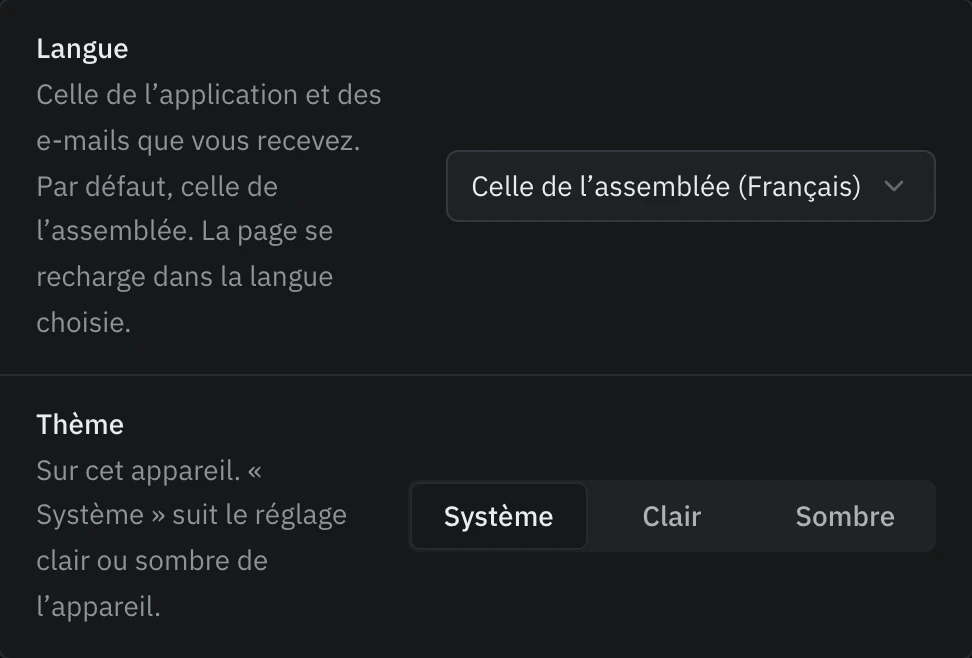 Langue
Celle de l’application et des
e-mails que vous recevez.
Par défaut, celle de
l’assemblée. La page se
recharge dans la langue
choisie.
Celle de l’assemblée (Français)
Thème
Sur cet appareil. «
Système » suit le réglage
clair ou sombre de
l’appareil.
Système
Clair
Sombre